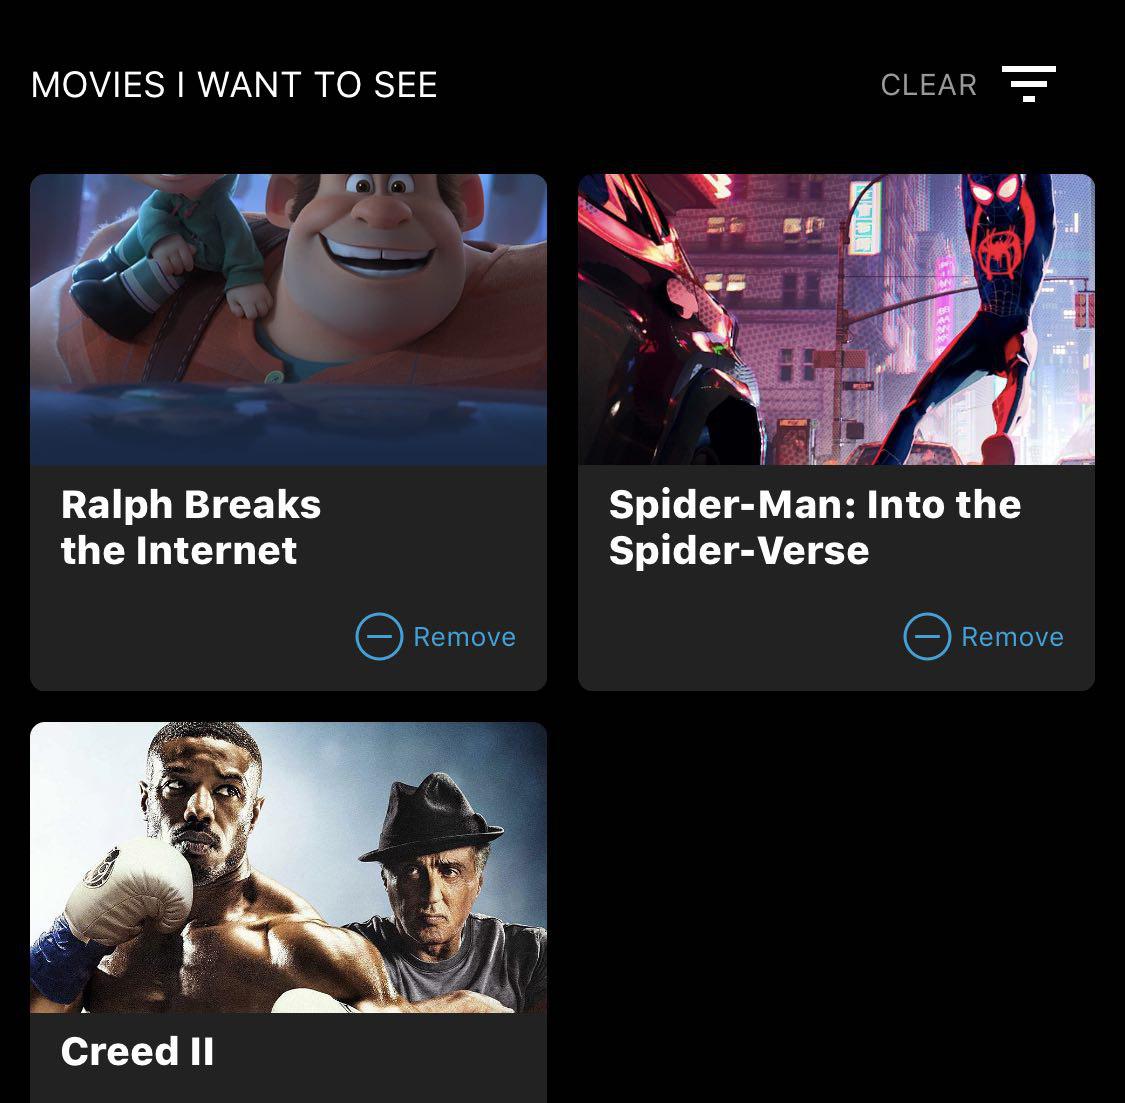 MOVIES I WANT TO SEE
CLEAR
Ralph Breaks
the Internet
Remove
Spider-Man: Into the
Spider-Verse
Remove
Creed II